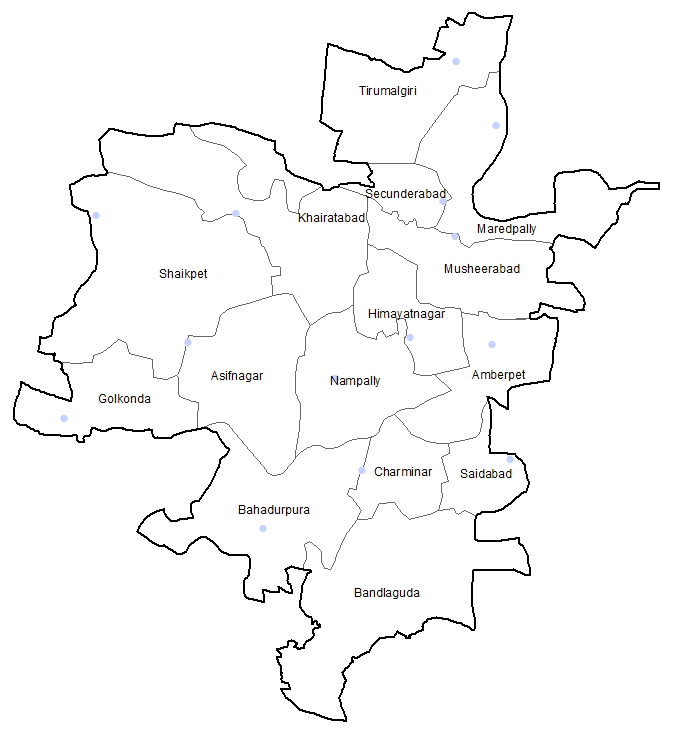 Tirumalgiri
Secunderabad
Khairatabad
Maredpally
Musheerabad
Shaikpet
Himayatnagar
Asifnagar
Nampally
Amberpet
Golkonda
Charminar
Saidabad
Bahadurpura
Bandlaguda